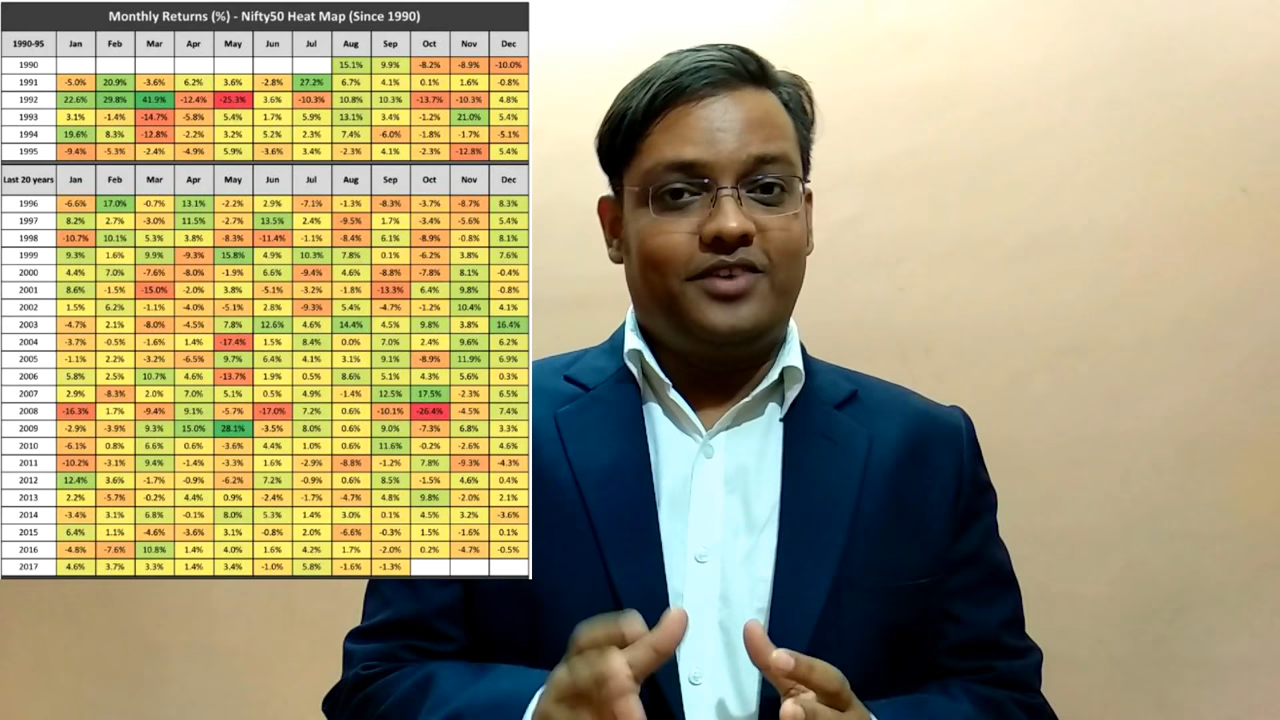 Monthly Returns (%) - Nifty50 Heat Map (Since 1990)
1990-95 Jan Feb Mar Apr May Jun Jul Aug Sep Oct Nov Dec
1990 15.1% 9.9% -8.2% -8.9% -10.0%
1991 -5.0% 20.9% -3.6% 6.2% 3.6% -2.8% 27.2% 6.7% 4.1% 0.1% 1.6% -0.8%
1992 22.6% 29.8% 41.9% -12.4% -25.3% 3.6% -10.3% 10.8% 10.3% -13.7% -10.3% 4.8%
1993 3.1% -1.4% -14.7% -5.8% 5.4% 1.7% 5.9% 13.1% 3.4% -1.2% 21.0% 5.4%
1994 19.6% 8.3% -12.8% -2.2% 3.2% 5.2% 2.3% 7.4% -6.0% -1.8% -1.7% -5.1%
1995 -9.4% -5.3% -2.4% -4.9% 5.9% -3.6% 3.4% -2.3% 4.1% -2.3% -12.8% 5.4%
Last 20 years Jan Feb Mar Apr May Jun Jul Aug Sep Oct Nov Dec
1996 -6.6% 17.0% -0.7% 13.1% -2.2% 2.9% -7.1% -1.3% -8.3% -3.7% -8.7% 8.3%
1997 8.2% 2.7% -3.0% 11.5% -2.7% 13.5% 2.4% -9.5% 1.7% -3.4% -5.6% 5.4%
1998 -10.7% 10.1% 5.3% 3.8% -8.3% -11.4% -1.1% -8.4% 6.1% -8.9% -0.8% 8.1%
1999 9.3% 1.6% 9.9% -9.3% 15.8% 4.9% 10.3% 7.8% 0.1% -6.2% 3.8% 7.6%
2000 4.4% 7.0% -7.6% -8.0% -1.9% 6.6% -9.4% 4.6% -8.8% -7.8% 8.1% -0.4%
2001 8.6% -1.5% -15.0% -2.0% 3.8% -5.1% -3.2% -1.8% -13.3% 6.4% 9.8% -0.8%
2002 1.5% 6.2% -1.1% -4.0% -5.1% 2.8% -9.3% 5.4% -4.7% -1.2% 10.4% 4.1%
2003 -4.7% 2.1% -8.0% -4.5% 7.8% 12.6% 4.6% 14.4% 4.5% 9.8% 3.8% 16.4%
2004 -3.7% -0.5% -1.6% 1.4% -17.4% 1.5% 8.4% 0.0% 7.0% 2.4% 9.6% 6.2%
2005 -1.1% 2.2% -3.2% -6.5% 9.7% 6.4% 4.1% 3.1% 9.1% -8.9% 11.9% 6.9%
2006 5.8% 2.5% 10.7% 4.6% -13.7% 1.9% 0.5% 8.6% 5.1% 4.3% 5.6% 0.3%
2007 2.9% -8.3% 2.0% 7.0% 5.1% 0.5% 4.9% -1.4% 12.5% 17.5% -2.3% 6.5%
2008 -16.3% 1.7% -9.4% 9.1% -5.7% -17.0% 7.2% 0.6% -10.1% -26.4% -4.5% 7.4%
2009 -2.9% -3.9% 9.3% 15.0% 28.1% -3.5% 8.0% 0.6% 9.0% -7.3% 6.8% 3.3%
2010 -6.1% 0.8% 6.6% 0.6% -3.6% 4.4% 1.0% 0.6% 11.6% -0.2% -2.6% 4.6%
2011 -10.2% -3.1% 9.4% -1.4% -3.3% 1.6% -2.9% -8.8% -1.2% 7.8% -9.3% -4.3%
2012 12.4% 3.6% -1.7% -0.9% -6.2% 7.2% -0.9% 0.6% 8.5% -1.5% 4.6% 0.4%
2013 2.2% -5.7% -0.2% 4.4% 0.9% -2.4% -1.7% -4.7% 4.8% 9.8% -2.0% 2.1%
2014 -3.4% 3.1% 6.8% -0.1% 8.0% 5.3% 1.4% 3.0% 0.1% 4.5% 3.2% -3.6%
2015 6.4% 1.1% -4.6% -3.6% 3.1% -0.8% 2.0% -6.6% -0.3% 1.5% -1.6% 0.1%
2016 -4.8% -7.6% 10.8% 1.4% 4.0% 1.6% 4.2% 1.7% -2.0% 0.2% -4.7% -0.5%
2017 4.6% 3.7% 3.3% 1.4% 3.4% -1.0% 5.8% -1.6% -1.3%